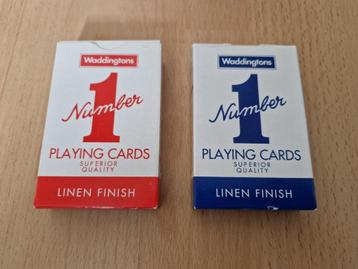 Waddingtons
Number 1
PLAYING CARDS
SUPERIOR
QUALITY
LINEN FINISH
Waddingtons
Number 1
PLAYING CARDS
SUPERIOR
QUALITY
LINEN FINISH